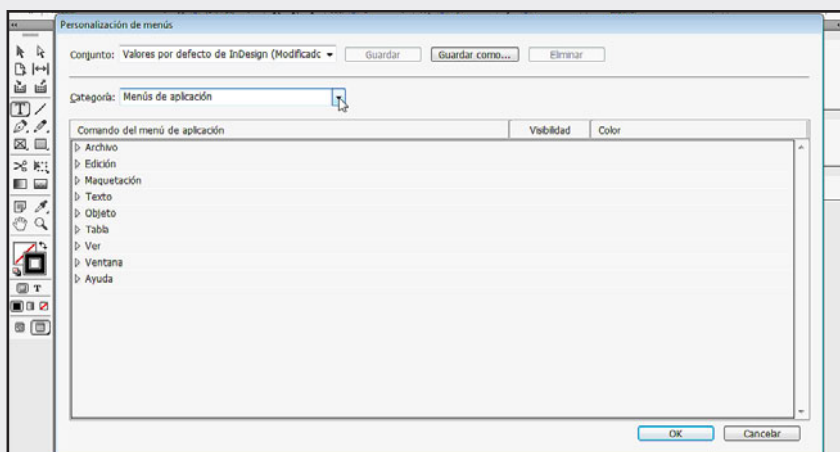 Personalización de menús
Conjunto: Valores por defecto de InDesign (Modificadc Guardar Guardar como... Eliminar
Categoría: Menús de aplicación
Comando del menú de aplicación Visibilidad Color
Archivo
Edición
Maquetación
Texto
Objeto
Tabla
Ver
Ventana
Ayuda
OK Cancelar